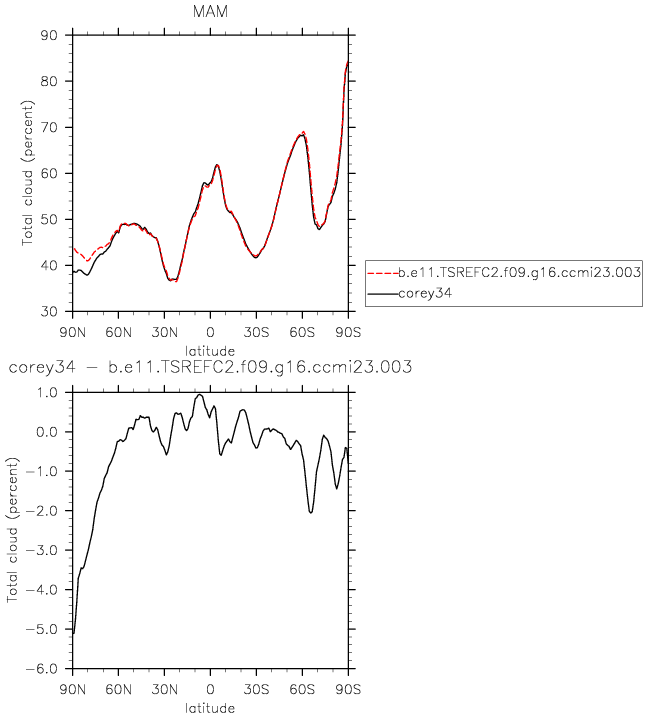 MAM
Total cloud (percent)
90
80
70
60
50
40
30
90N 60N 30N 0 30S 60S 90S
latitude
b.e11.TSREFC2.f09.g16.ccmi23.003
corey34
corey34 − b.e11.TSREFC2.f09.g16.ccmi23.003
Total cloud (percent)
1.0
0.0
−1.0
−2.0
−3.0
−4.0
−5.0
−6.0
90N 60N 30N 0 30S 60S 90S
latitude